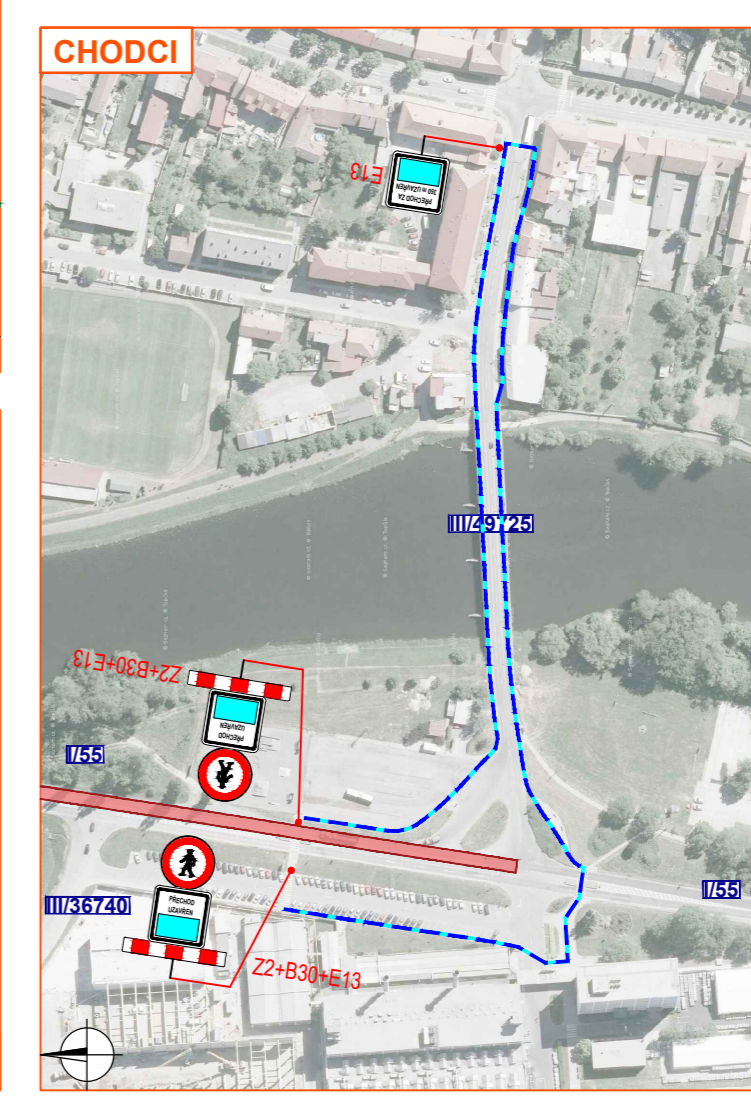 CHODCI
E13
PŘECHOD ZA
350 m UZAVŘEN
III/49725
Z2+B30+E13
PŘECHOD
UZAVŘEN
I/55
III/36740
PŘECHOD
UZAVŘEN
I/55
Z2+B30+E13